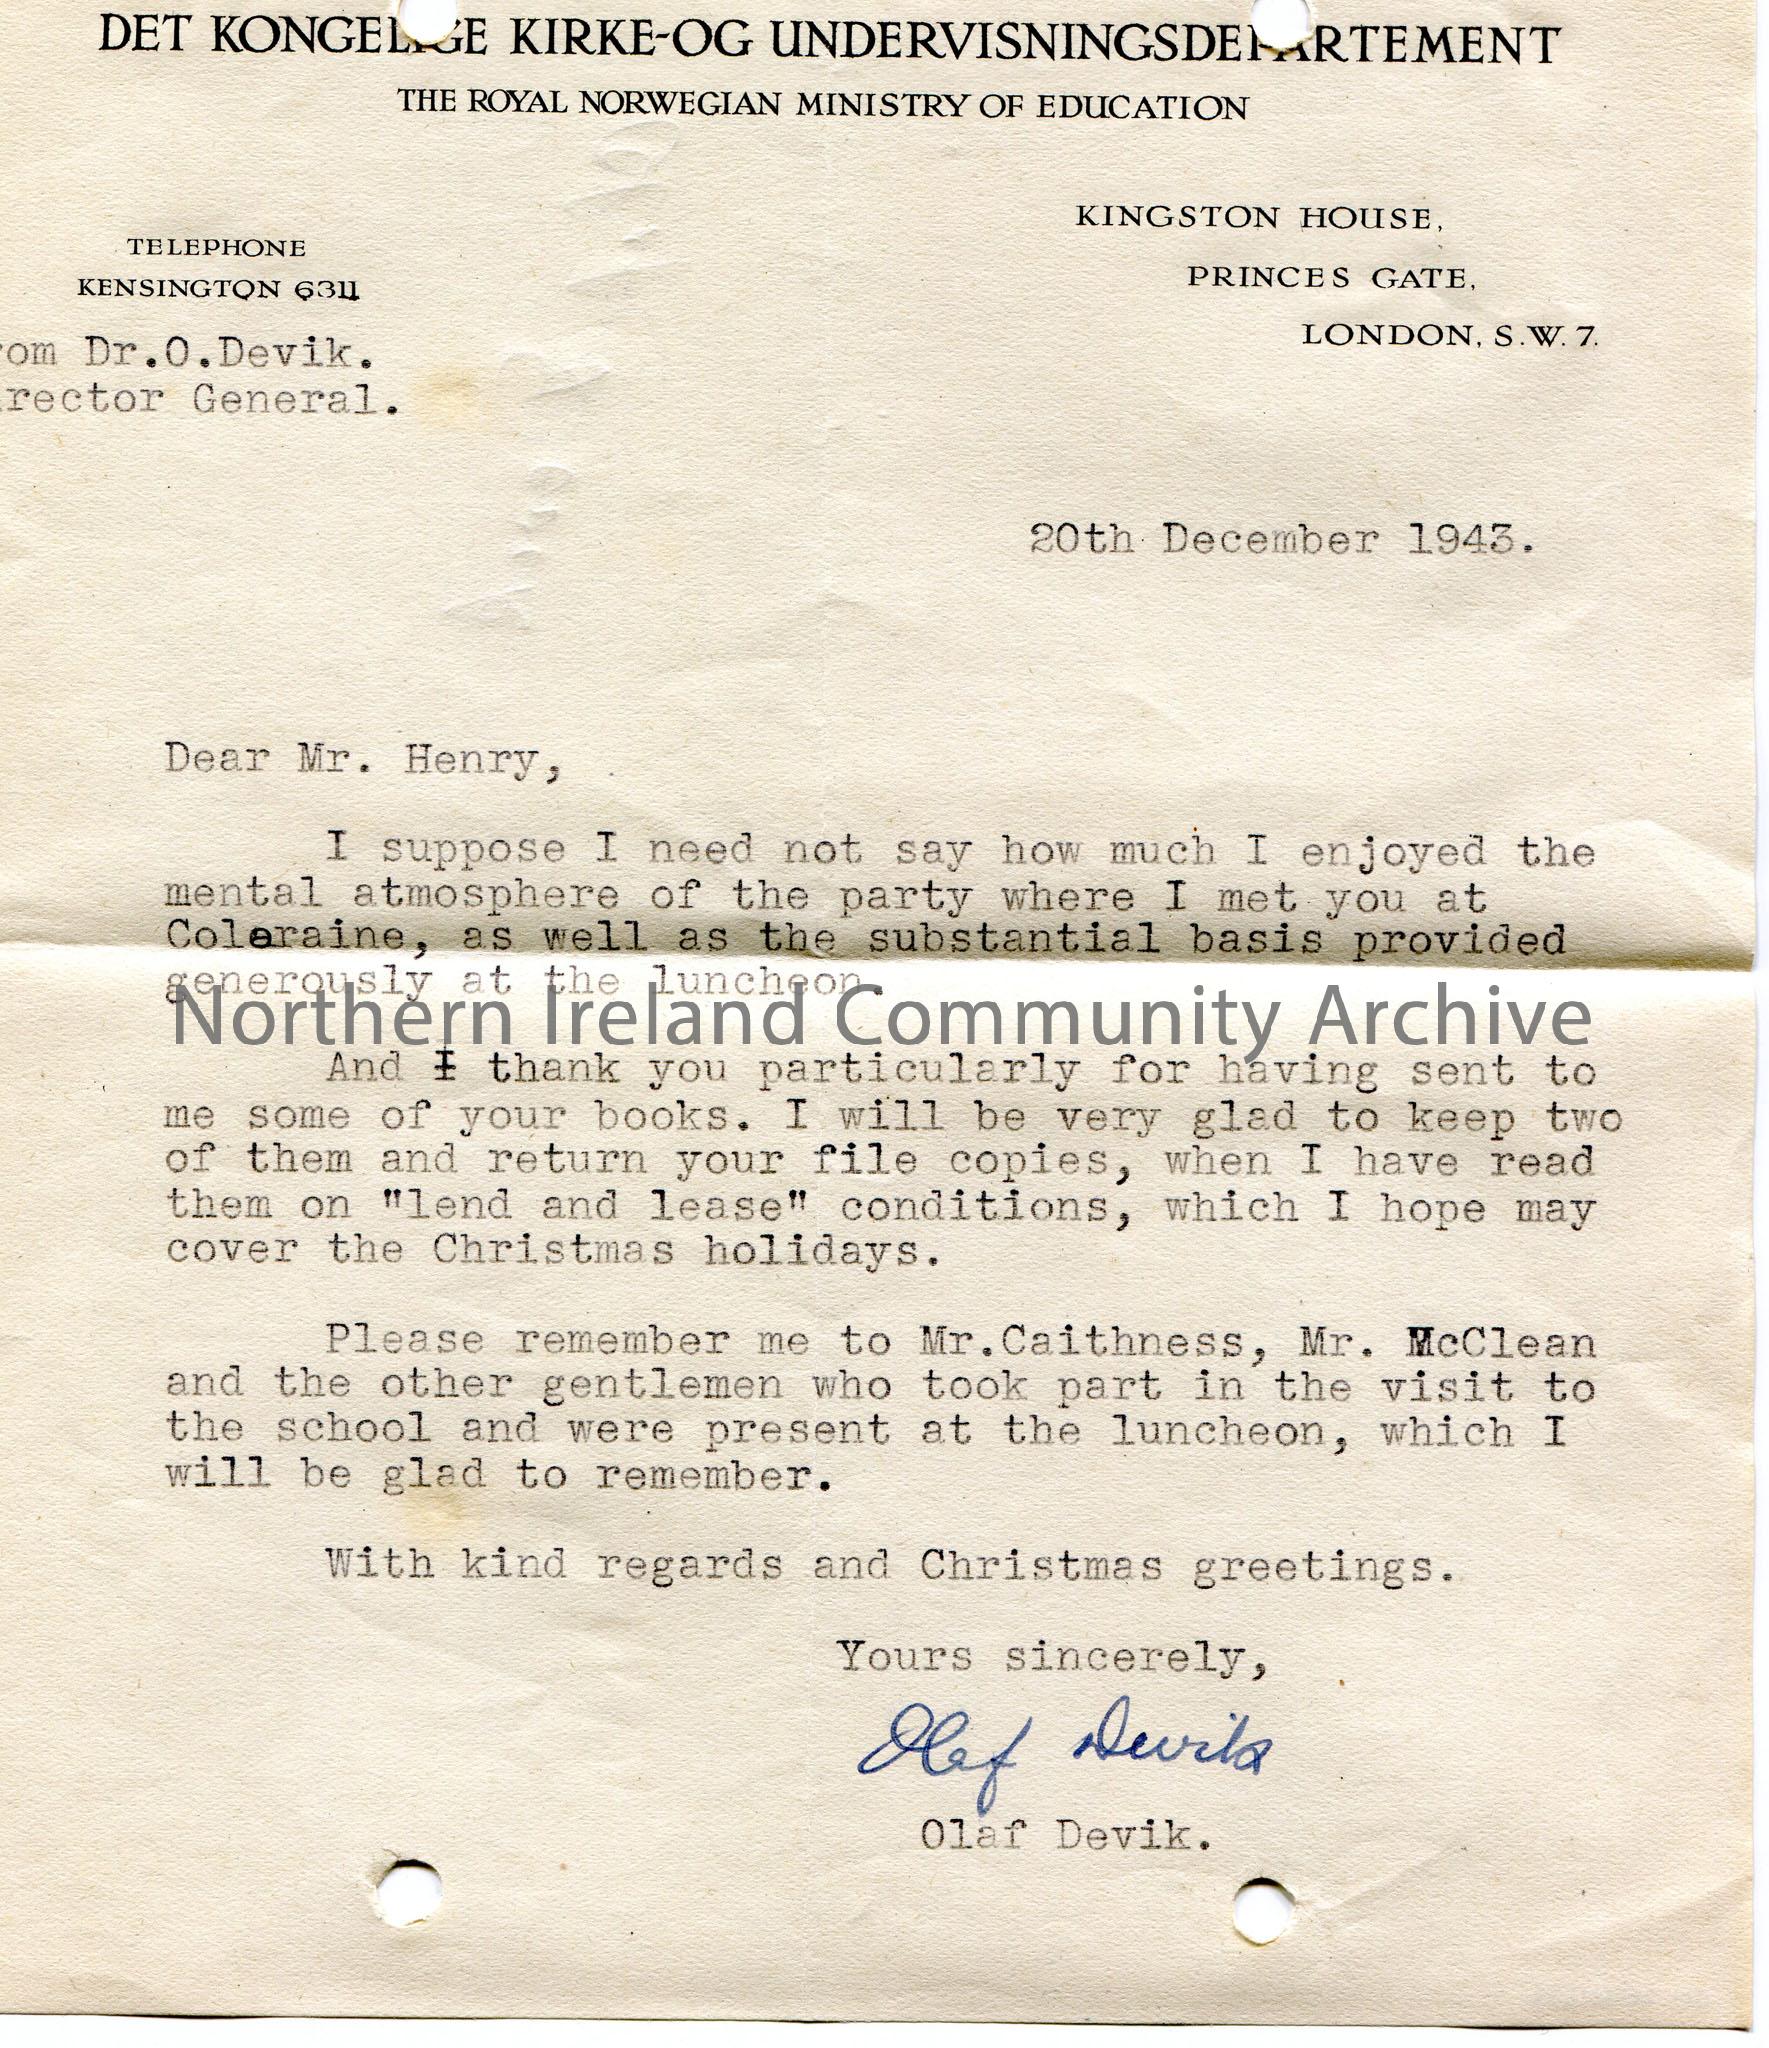 DET KONGELIGE KIRKE-OG UNDERVISNINGSDEPARTEMENT
THE ROYAL NORWEGIAN MINISTRY OF EDUCATION
KINGSTON HOUSE,
PRINCES GATE,
LONDON, S.W. 7.
TELEPHONE
KENSINGTON 6311
om Dr.O.Devik.
rector General.
20th December 1943.
Dear Mr. Henry,
I suppose I need not say how much I enjoyed the
mental atmosphere of the party where I met you at
Coleraine, as well as the substantial basis provided
generously at the luncheon.
Northern Ireland Community Archive
And I thank you particularly for having sent to
me some of your books. I will be very glad to keep two
of them and return your file copies, when I have read
them on "lend and lease" conditions, which I hope may
cover the Christmas holidays.
Please remember me to Mr.Caithness, Mr. McClean
and the other gentlemen who took part in the visit to
the school and were present at the luncheon, which I
will be glad to remember.
With kind regards and Christmas greetings.
Yours sincerely,
Olaf Devik
Olaf Devik.